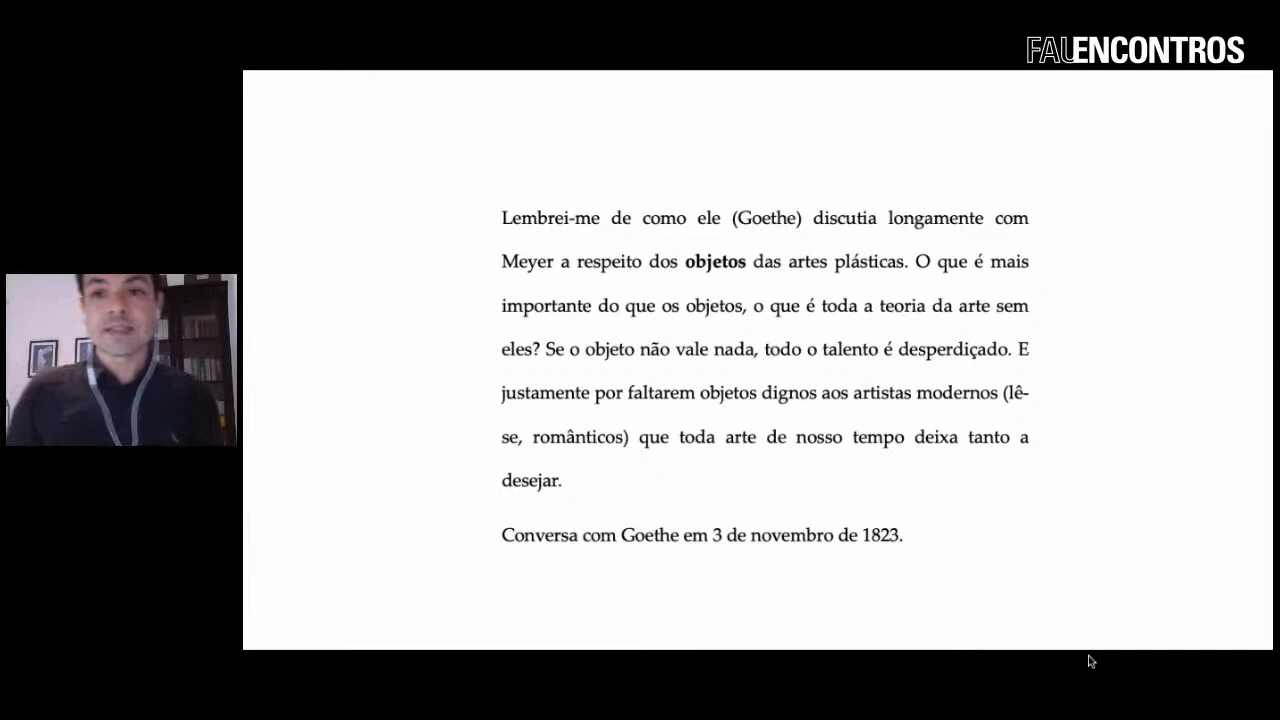 FALENCONTROS
Lembrei-me de como ele (Goethe) discutia longamente com
Meyer a respeito dos objetos das artes plásticas. O que é mais
importante do que os objetos, o que é toda a teoria da arte sem
eles? Se o objeto não vale nada, todo o talento é desperdiçado. E
justamente por faltarem objetos dignos aos artistas modernos (lê-
se, românticos) que toda arte de nosso tempo deixa tanto a
desejar.
Conversa com Goethe em 3 de novembro de 1823.